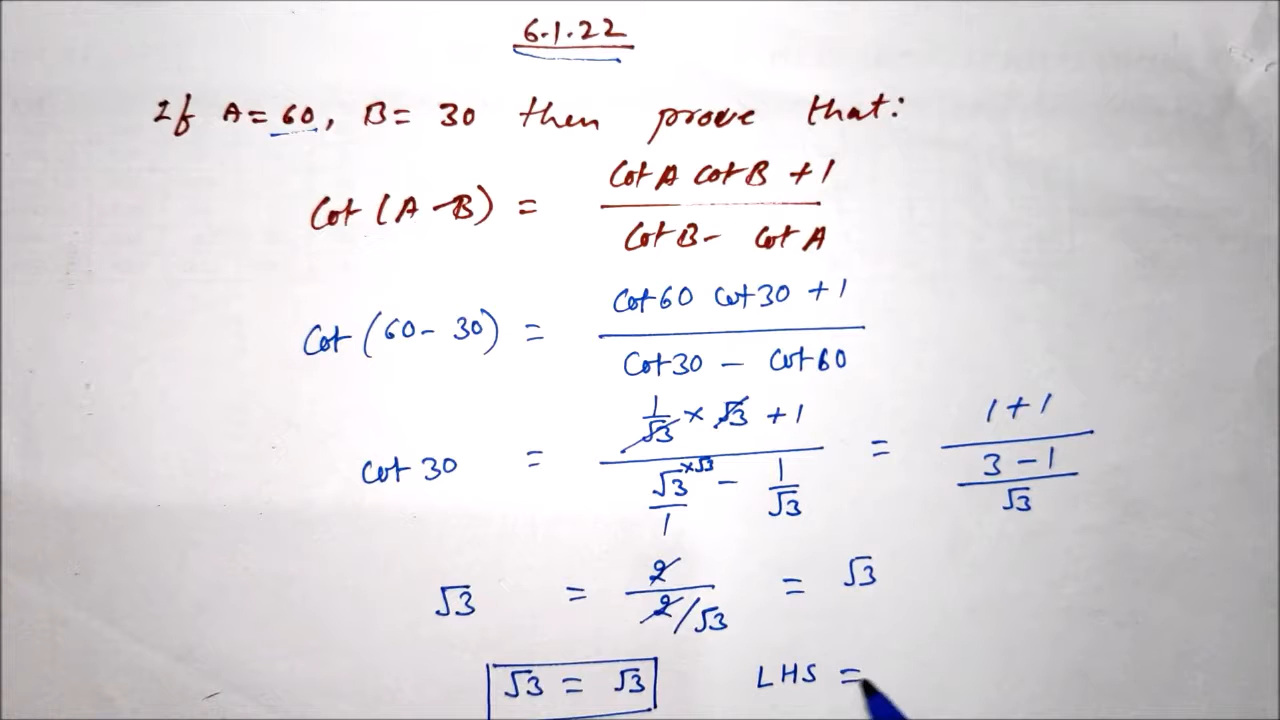 6.1.22
If A = 60, B = 30 then prove that:
Cot (A - B) = (Cot A cot B + 1) / (Cot B - Cot A)
Cot (60 - 30) = (Cot 60 Cot 30 + 1) / (Cot 30 - Cot 60)
Cot 30 = (1/√3 × √3 + 1) / (√3/1 ×√3 - 1/√3) = (1 + 1) / ((3 - 1)/√3)
√3 = 2 / (2/√3) = √3
√3 = √3 LHS =